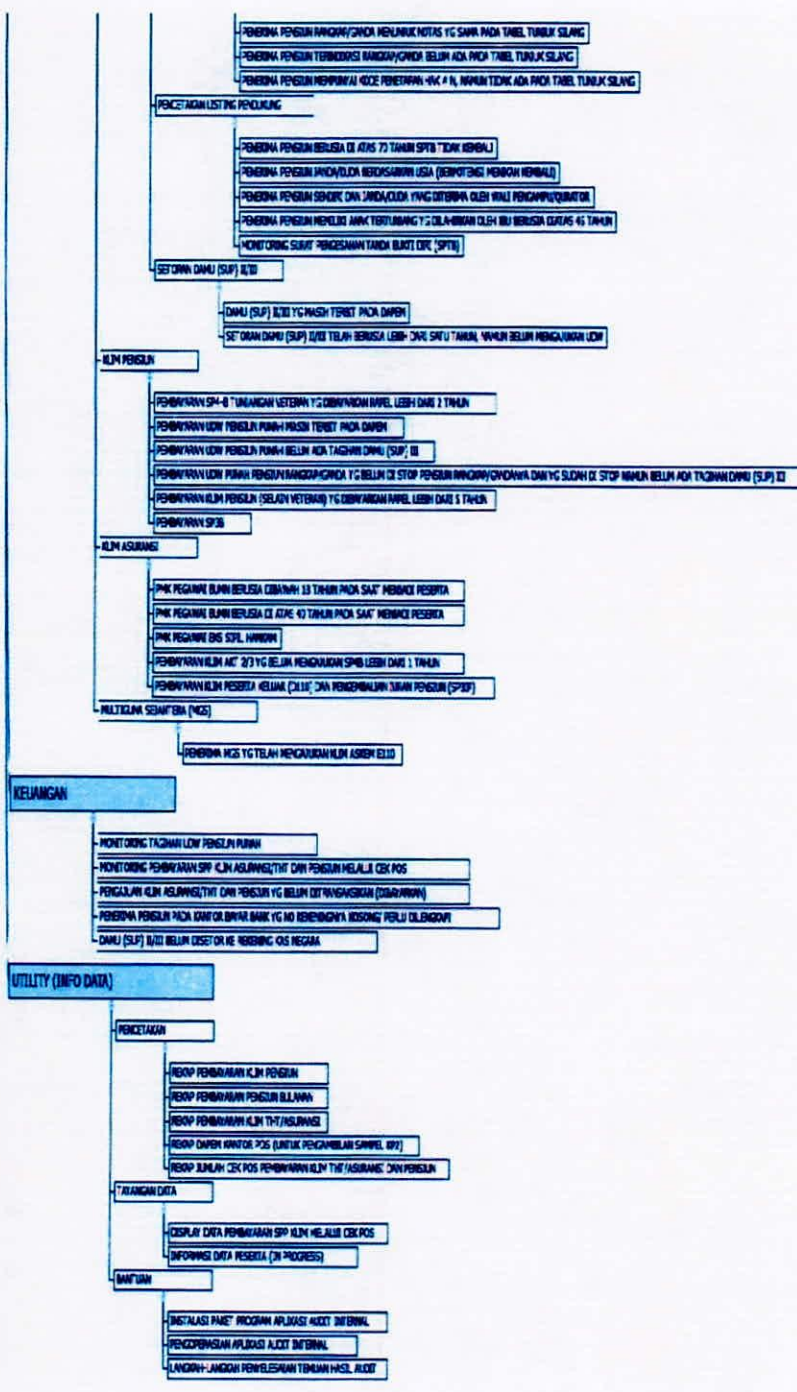 PENERIMA PENSIUN RANGKAP/GANDA MENUNJUK NOTAS YG SAMA PADA TABEL TUNJUK SILANG
PENERIMA PENSIUN TERINDIKASI RANGKAP/GANDA BELUM ADA PADA TABEL TUNJUK SILANG
PENERIMA PENSIUN MEMPUNYAI KODE PENETAPAN HAK # N, NAMUN TIDAK ADA PADA TABEL TUNJUK SILANG
PENCETAKAN LISTING PENDUKUNG
PENERIMA PENSIUN BERUSIA DI ATAS 70 TAHUN SPTB TIDAK KEMBALI
PENERIMA PENSIUN JANDA/DUDA BERDASARKAN USIA (BERPOTENSI MENIKAH KEMBALI)
PENERIMA PENSIUN SENDIRI DAN JANDA/DUDA YANG DITERIMA OLEH WALI PENGAMPU/QURATOR
PENERIMA PENSIUN MEMILIKI ANAK TERTUNJANG YG DILAHIRKAN OLEH IBU BERUSIA DIATAS 45 TAHUN
MONITORING SURAT PENGESAHAN TANDA BUKTI DIRI (SPTB)
SETORAN DAMU (SUP) II/III
DAMU (SUP) II/III YG MASIH TERBIT PADA DAPEM
SETORAN DAMU (SUP) II/III TELAH BERUSIA LEBIH DARI SATU TAHUN, NAMUN BELUM MENGAJUKAN UDW
KLIM PENSIUN
PEMBAYARAN SP4-B TUNJANGAN VETERAN YG DIBAYARKAN RAPEL LEBIH DARI 2 TAHUN
PEMBAYARAN UDW PENSIUN PUNAH MASIH TERBIT PADA DAPEM
PEMBAYARAN UDW PENSIUN PUNAH BELUM ADA TAGIHAN DAMU (SUP) III
PEMBAYARAN UDW PUNAH PENSIUN RANGKAP/GANDA YG BELUM DI STOP PENSIUN RANGKAP/GANDANYA DAN YG SUDAH DI STOP NAMUN BELUM ADA TAGIHAN DAMU (SUP) III
PEMBAYARAN KLIM PENSIUN (SELAIN VETERAN) YG DIBAYARKAN RAPEL LEBIH DARI 5 TAHUN
PEMBAYARAN SP3B
KLIM ASURANSI
PMK PEGAWAI BUMN BERUSIA DIBAWAH 18 TAHUN PADA SAAT MENJADI PESERTA
PMK PEGAWAI BUMN BERUSIA DI ATAS 40 TAHUN PADA SAAT MENJADI PESERTA
PMK PEGAWAI EKS SIPIL HANKAM
PEMBAYARAN KLIM AKT 2/3 YG BELUM MENGAJUKAN SP4B LEBIH DARI 1 TAHUN
PEMBAYARAN KLIM PESERTA KELUAR (D110) DAN PENGEMBALIAN IURAN PENSIUN (SP3IP)
MULTIGUNA SEJAHTERA (MGS)
PENERIMA MGS YG TELAH MENGAJUKAN KLIM ASKEM E110
KEUANGAN
MONITORING TAGIHAN UDW PENSIUN PUNAH
MONITORING PEMBAYARAN SPP KLIM ASURANSI/THT DAN PENSIUN MELALUI CEK POS
PENGAJUAN KLIM ASURANSI/THT DAN PENSIUN YG BELUM DITRANSAKSIKAN (DIBAYARKAN)
PENERIMA PENSIUN PADA KANTOR BAYAR BANK YG NO REKENINGNYA KOSONG/ PERLU DILENGKAPI
DAMU (SUP) II/III BELUM DISETOR KE REKENING KAS NEGARA
UTILITY (INFO DATA)
PENCETAKAN
REKAP PEMBAYARAN KLIM PENSIUN
REKAP PEMBAYARAN PENSIUN BULANAN
REKAP PEMBAYARAN KLIM THT/ASURANSI
REKAP DAPEM KANTOR POS (UNTUK PENGAMBILAN SAMPEL KP2)
REKAP JUMLAH CEK POS PEMBAYARAN KLIM THT/ASURANSI DAN PENSIUN
TAYANGAN DATA
DISPLAY DATA PEMBAYARAN SPP KLIM MELALUI CEK POS
INFORMASI DATA PESERTA (IN PROGRESS)
BANTUAN
INSTALASI PAKET PROGRAM APLIKASI AUDIT INTERNAL
PENGOPERASIAN APLIKASI AUDIT INTERNAL
LANGKAH-LANGKAH PENYELESAIAN TEMUAN HASIL AUDIT